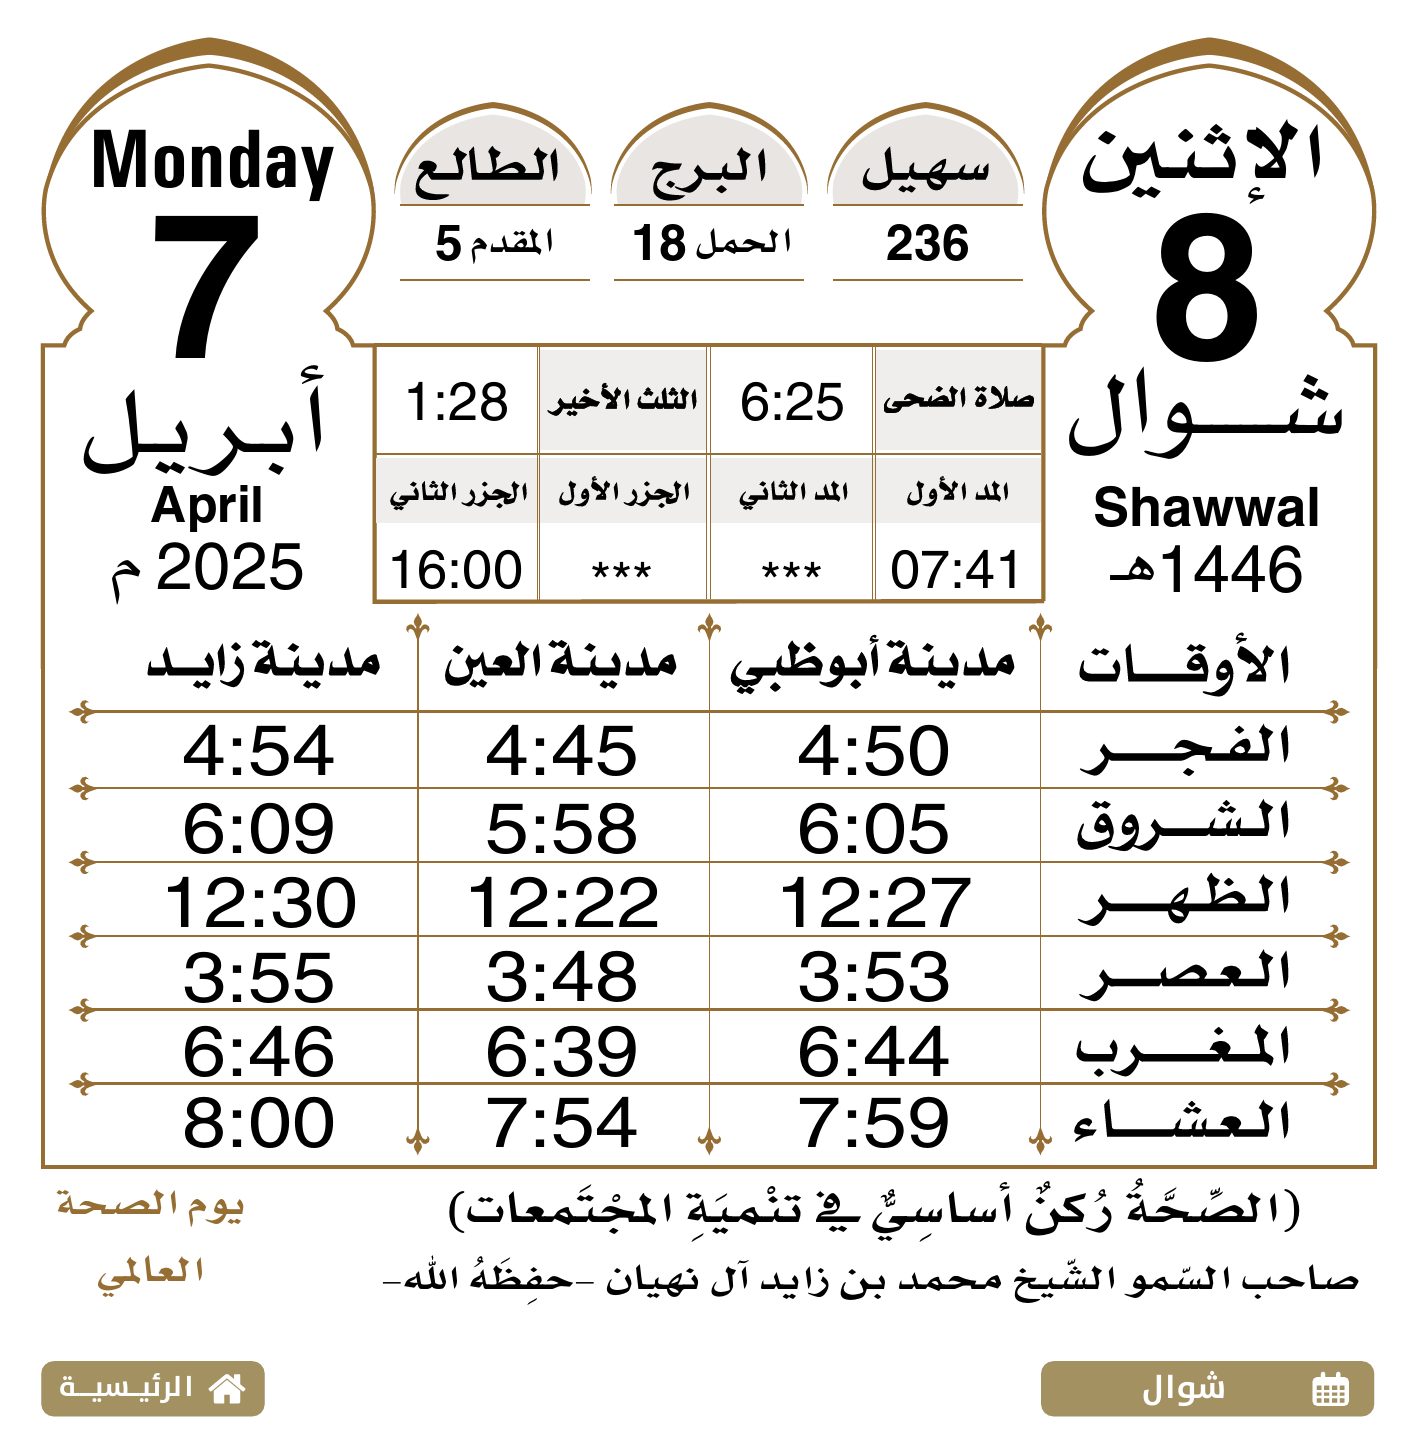 الإثنين
8
شـــوال
Shawwal
1446هـ
سهيل
236
البرج
الحمل 18
الطالع
المقدم 5
Monday
7
أبريل
April
2025 م
صلاة الضحى 6:25 الثلث الأخير 1:28
المد الأول المد الثاني الجزر الأول الجزر الثاني
07:41 *** *** 16:00
الأوقـــات مدينة أبوظبي مدينة العين مدينة زايـد
الفجـــر 4:50 4:45 4:54
الشـــروق 6:05 5:58 6:09
الظهـــر 12:27 12:22 12:30
العصـــر 3:53 3:48 3:55
المغـــرب 6:44 6:39 6:46
العشـــاء 7:59 7:54 8:00
(الصِّحَّةُ رُكنٌ أساسِيٌّ في تنْميَةِ المجْتَمعات)
صاحب السّمو الشّيخ محمد بن زايد آل نهيان –حفِظَهُ الله–
يوم الصحة
العالمي
شوال
الرئيـسيـة